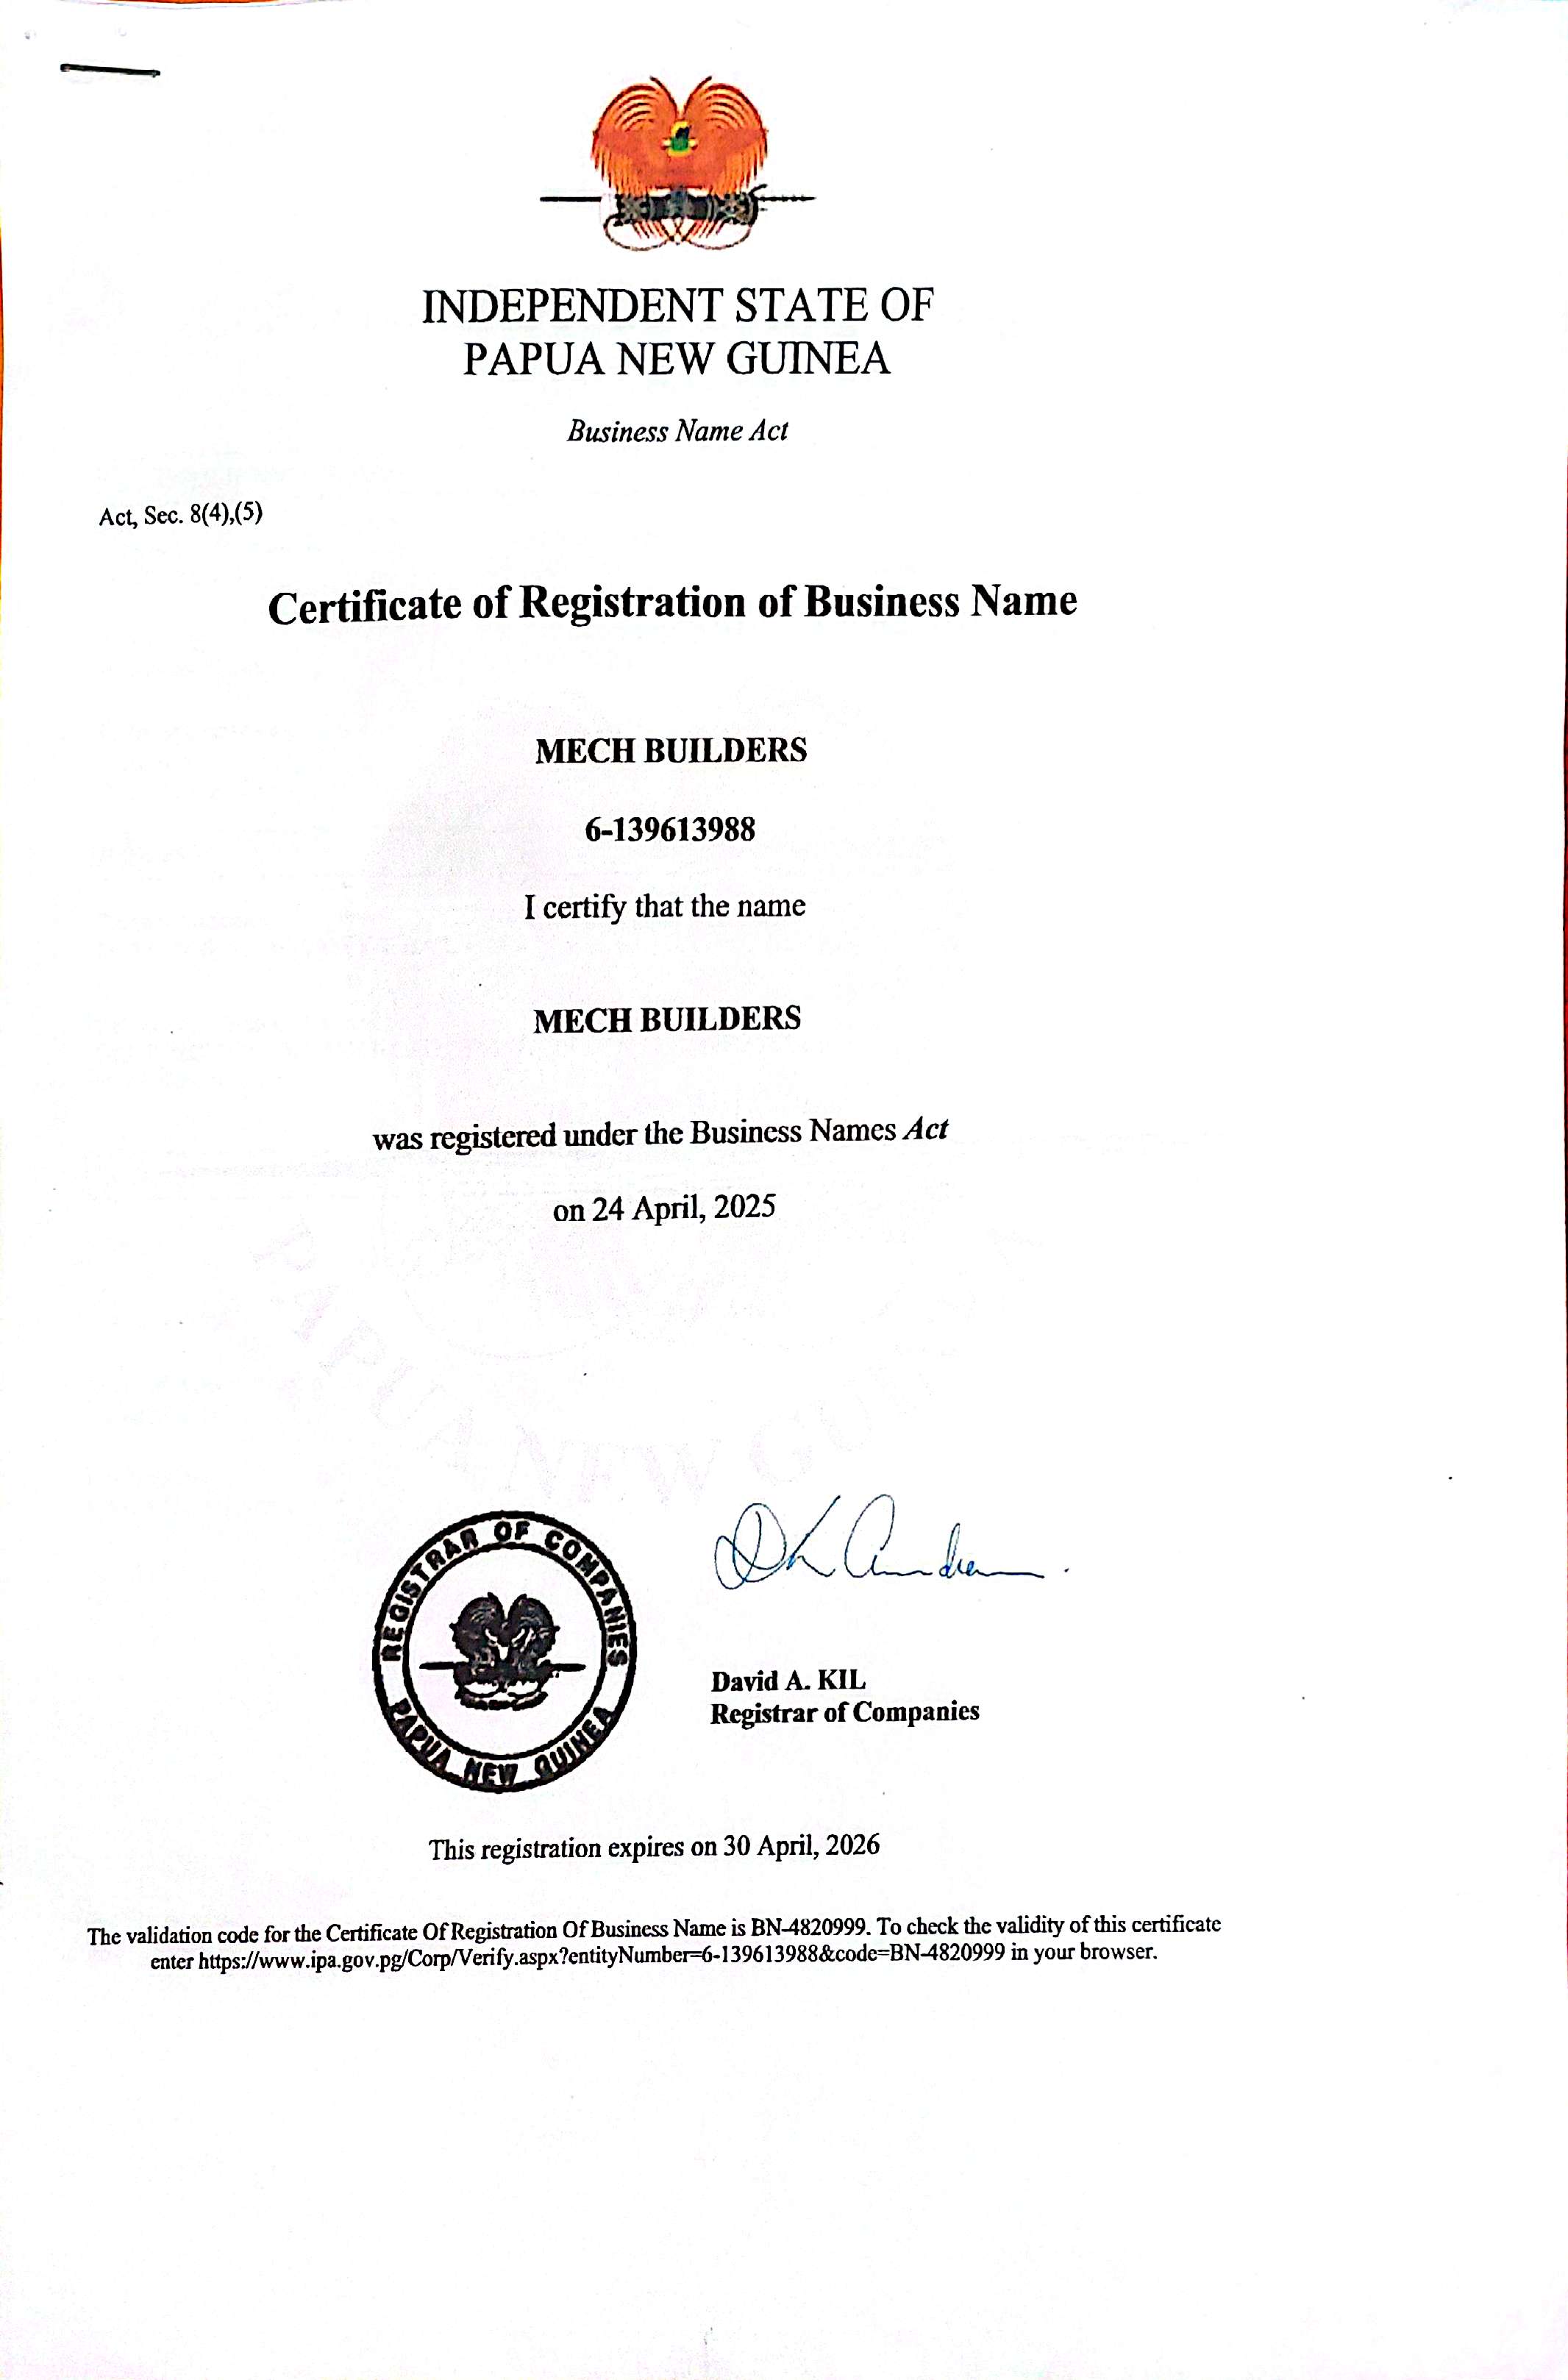 INDEPENDENT STATE OF
PAPUA NEW GUINEA
Business Name Act
Act, Sec. 8(4),(5)
Certificate of Registration of Business Name
MECH BUILDERS
6-139613988
I certify that the name
MECH BUILDERS
was registered under the Business Names Act
on 24 April, 2025
PAPUA NEW GU
REGISTRAR OF COMPANIES
PAPUA NEW GUINEA
David A. KIL
Registrar of Companies
This registration expires on 30 April, 2026
The validation code for the Certificate Of Registration Of Business Name is BN-4820999. To check the validity of this certificate
enter https://www.ipa.gov.pg/Corp/Verify.aspx?entityNumber=6-139613988&code=BN-4820999 in your browser.